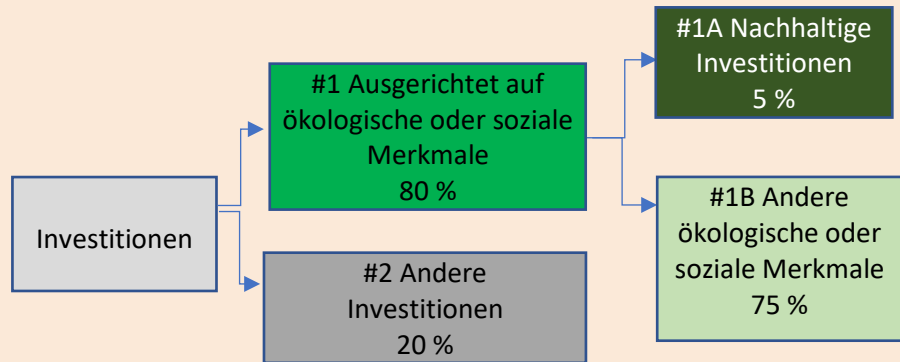 Investitionen
#1 Ausgerichtet auf
ökologische oder soziale
Merkmale
80 %
#2 Andere
Investitionen
20 %
#1A Nachhaltige
Investitionen
5 %
#1B Andere
ökologische oder
soziale Merkmale
75 %